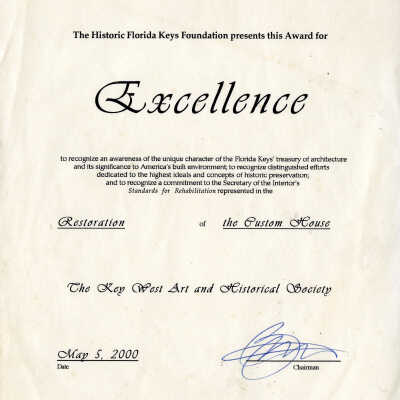 The Historic Florida Keys Foundation presents this Award for
Excellence
to recognize an awareness of the unique character of the Florida Keys' treasury of architecture
and its significance to America's built environment; to recognize distinguished efforts
dedicated to the highest ideals and concepts of historic preservation;
and to recognize a commitment to the Secretary of the Interior's
Standards for Rehabilitation represented in the
Restoration of the Custom House
The Key West Art and Historical Society
May 5, 2000
Date Chairman